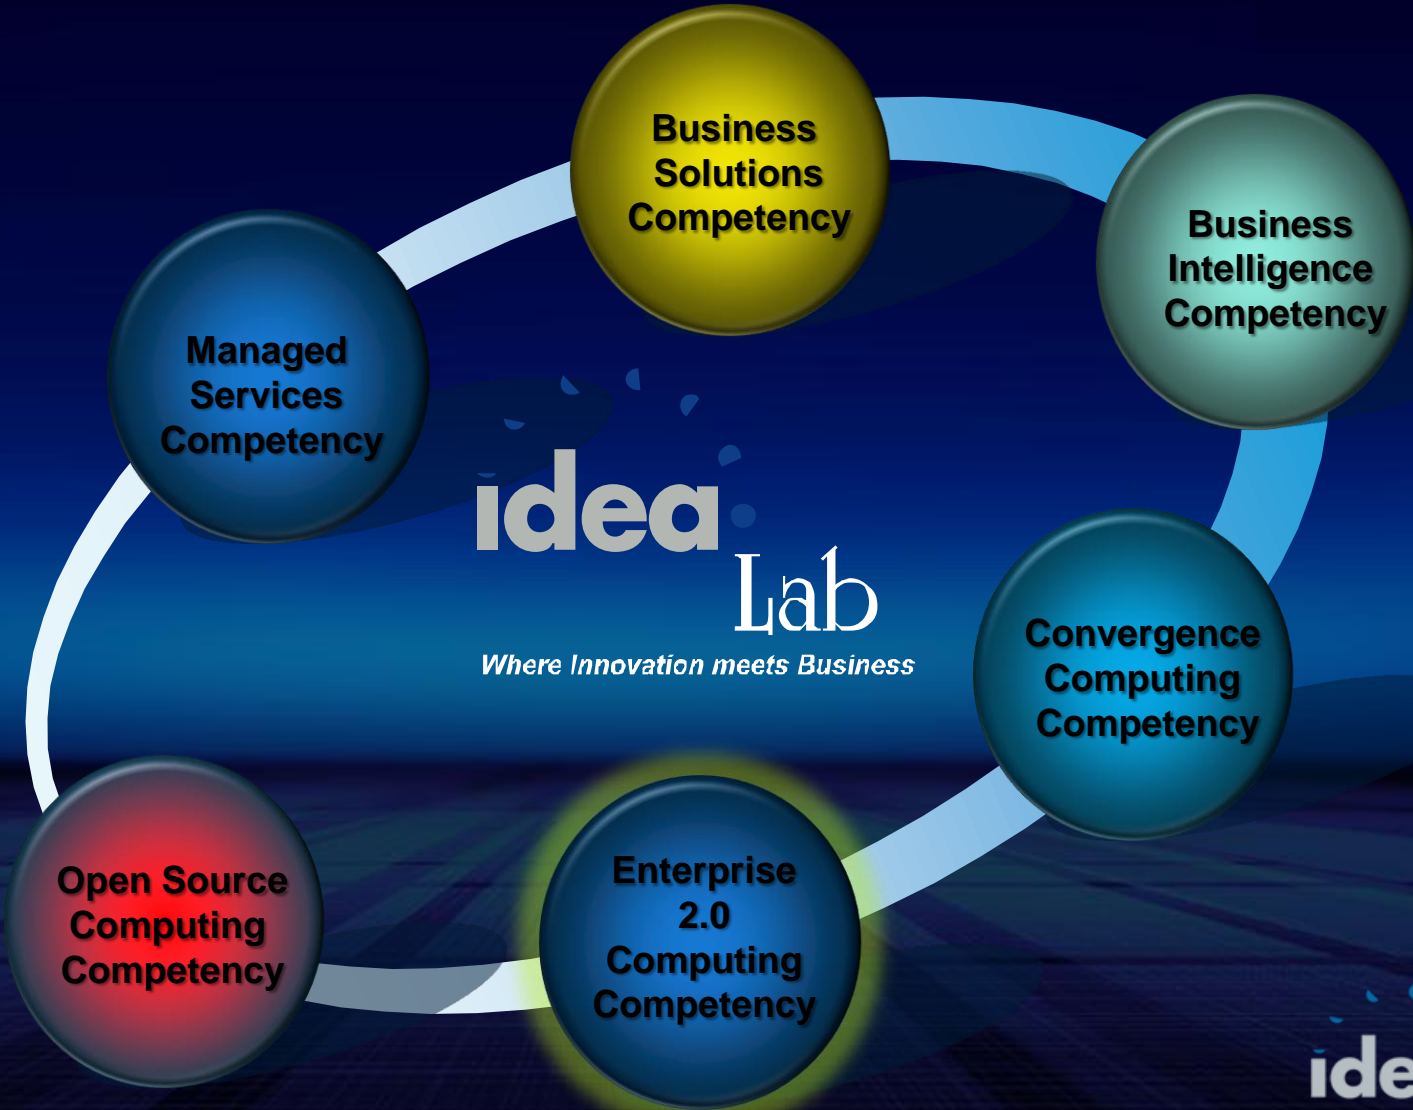 Business
Solutions
Competency
Business
Intelligence
Competency
Managed
Services
Competency
idea
Lab
Where Innovation meets Business
Convergence
Computing
Competency
Open Source
Computing
Competency
Enterprise
2.0
Computing
Competency
ide